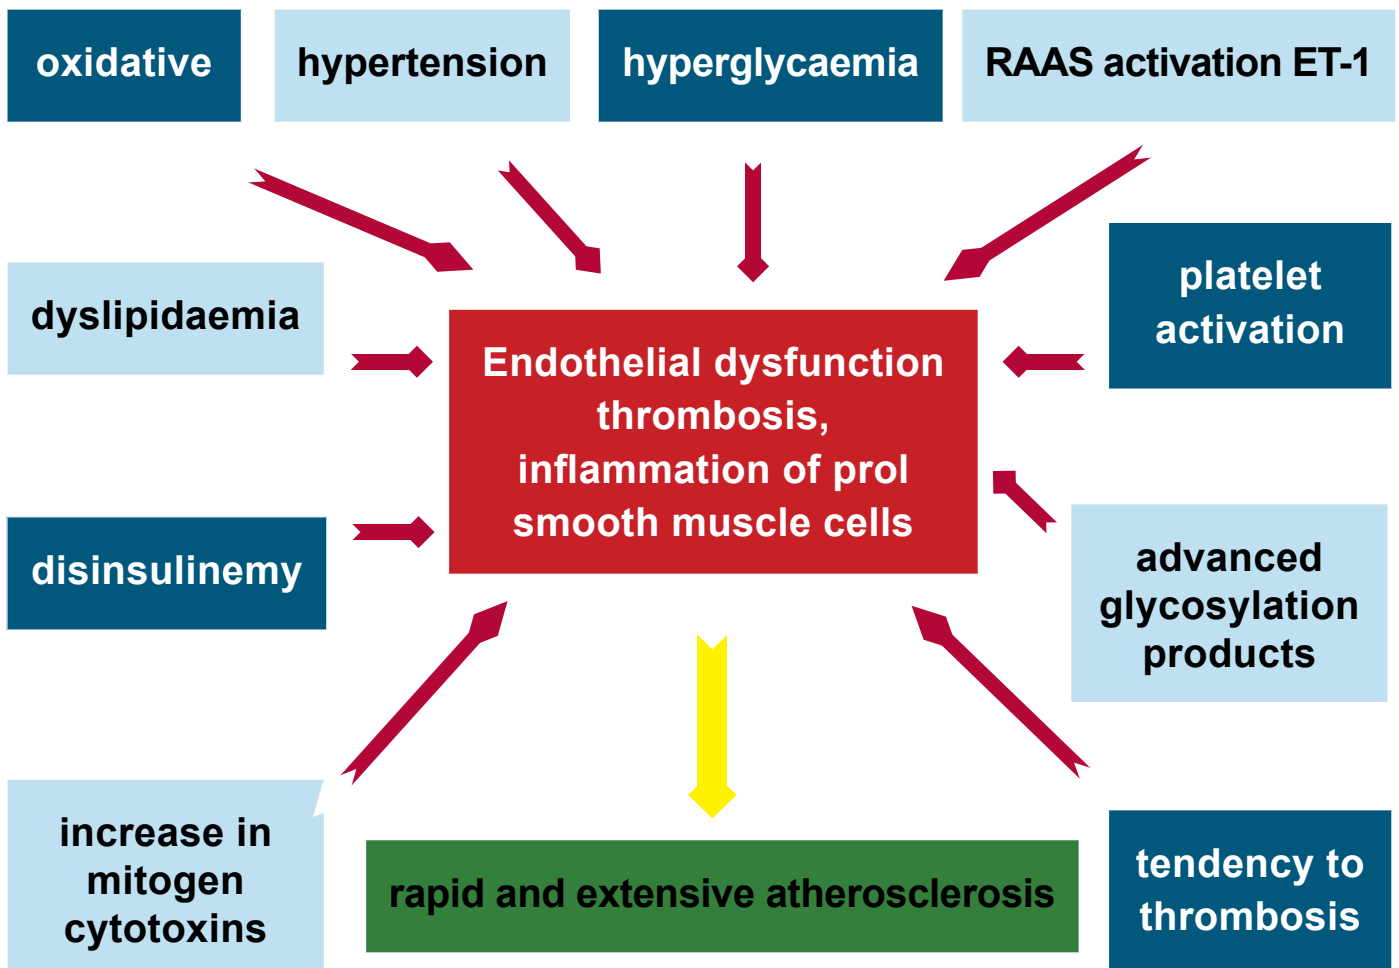 oxidative
hypertension
hyperglycaemia
RAAS activation ET-1
dyslipidaemia
platelet
activation
Endothelial dysfunction
thrombosis,
inflammation of prol
smooth muscle cells
disinsulinemy
advanced
glycosylation
products
increase in
mitogen
cytotoxins
rapid and extensive atherosclerosis
tendency to
thrombosis